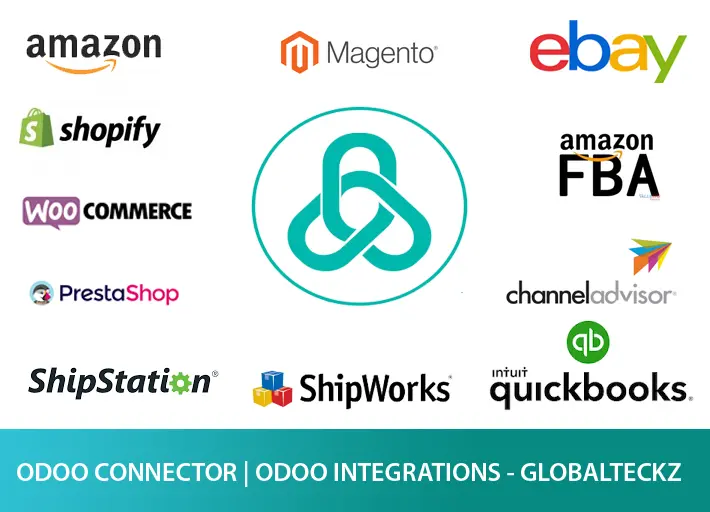 amazon
Magento®
ebay
S shopify
amazon
FBA
WOO COMMERCE
PrestaShop
channeladvisor®
ShipStation®
ShipWorks®
qb
intuit
quickbooks®
ODOO CONNECTOR | ODOO INTEGRATIONS - GLOBALTECKZ